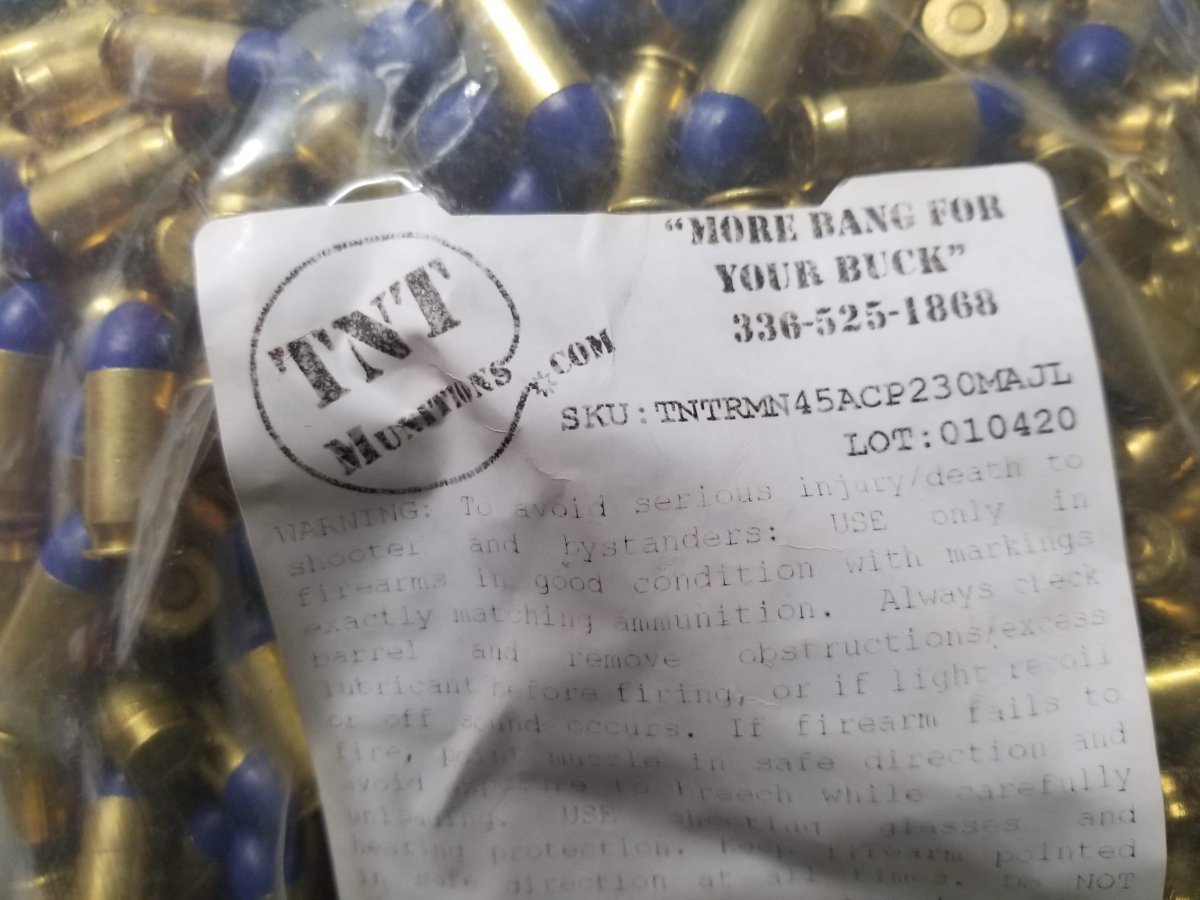 TNT
MUNITIONS.COM
"MORE BANG FOR
YOUR BUCK"
336-525-1868
SKU:TNTRMN45ACP230MAJL
LOT:010420
WARNING: To avoid serious injury/death to
shooter and bystanders: USE only in
firearms in good condition with markings
exactly matching ammunition. Always check
barrel and remove obstructions/excess
lubricant before firing, or if light recoil
or off sound occurs. If firearm fails to
fire, point muzzle in safe direction and
avoid exposure to breech while carefully
unloading. USE shooting glasses and
hearing protection. Keep firearm pointed
in safe direction at all times. Do NOT